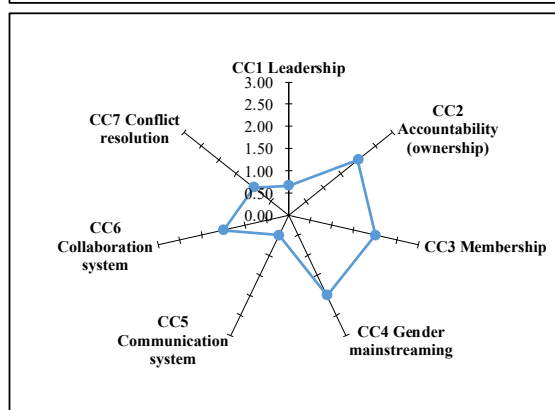 CC1 Leadership
3.00
2.50
2.00
1.50
1.00
0.50
0.00
CC2
Accountability
(ownership)
CC3 Membership
CC4 Gender
mainstreaming
CC5
Communication
system
CC6
Collaboration
system
CC7 Conflict
resolution